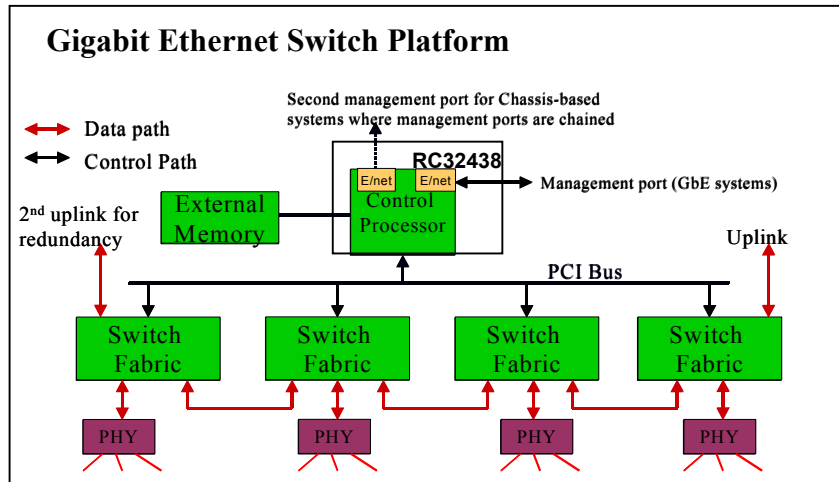 Gigabit Ethernet Switch Platform
Second management port for Chassis-based
systems where management ports are chained
Data path
Control Path
RC32438
E/net
E/net
Control
Processor
Management port (GbE systems)
External
Memory
2nd uplink for
redundancy
Uplink
PCI Bus
Switch
Fabric
Switch
Fabric
Switch
Fabric
Switch
Fabric
PHY
PHY
PHY
PHY